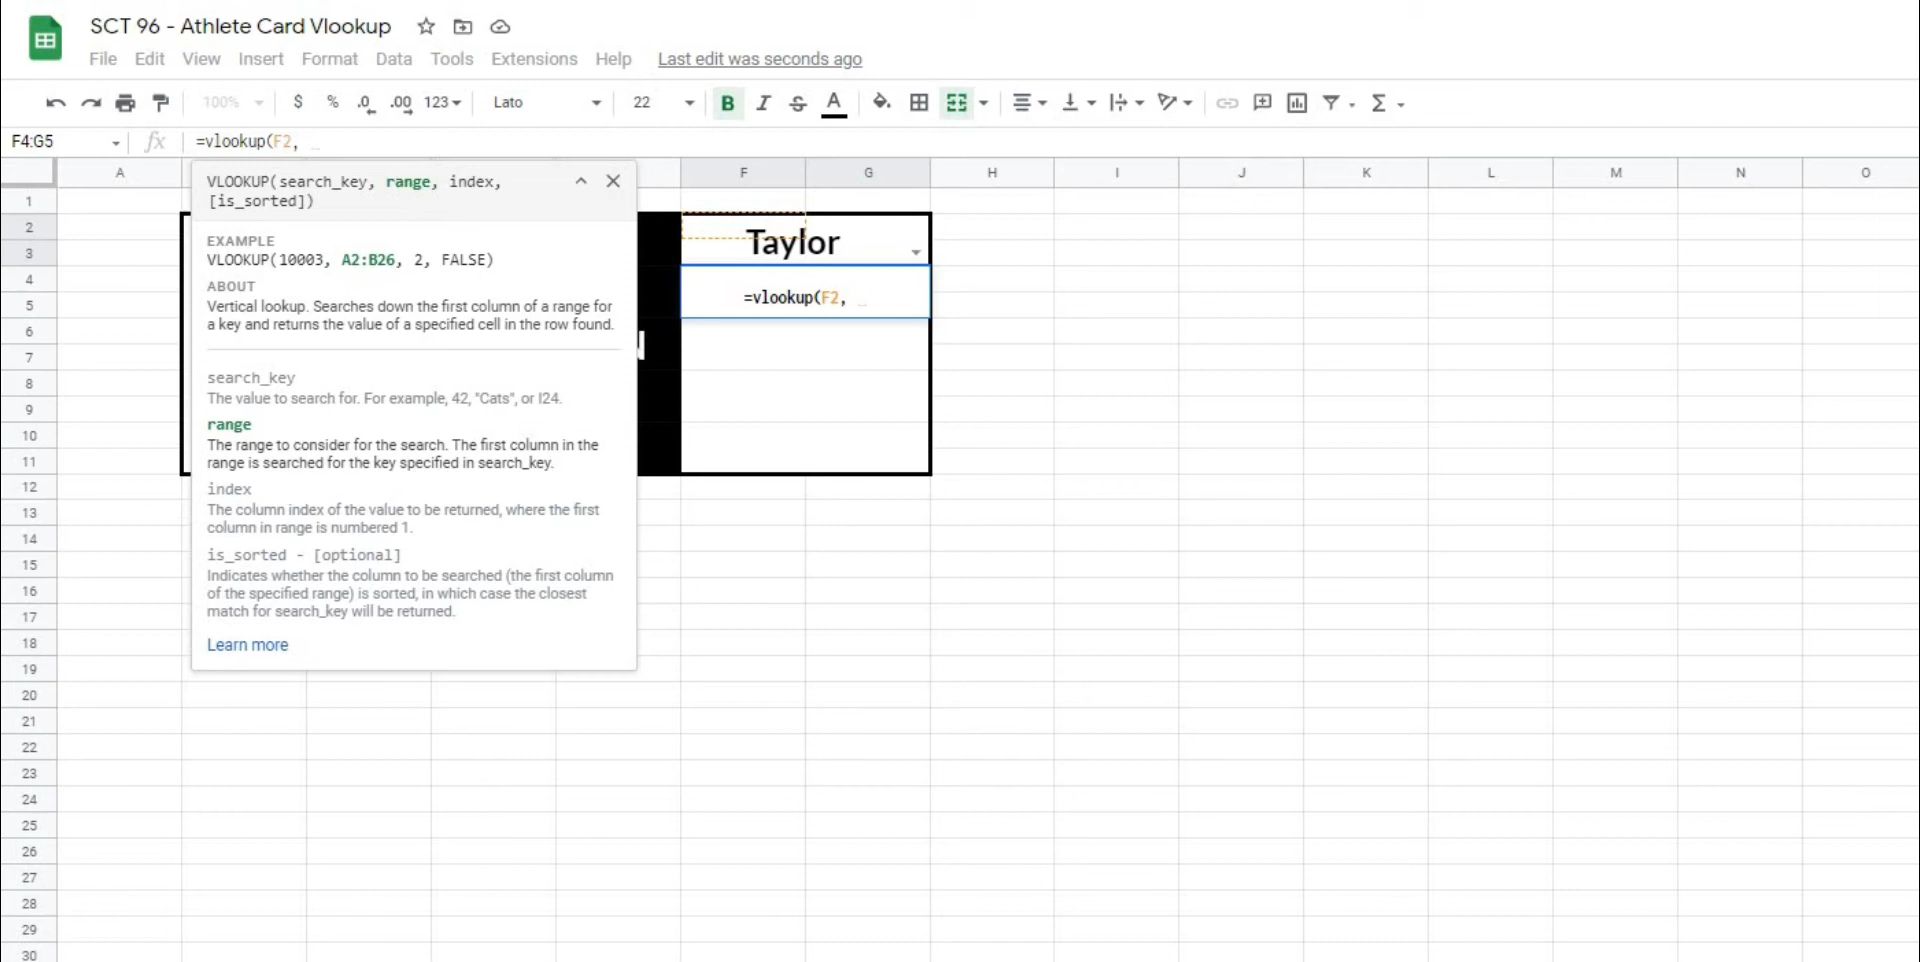 SCT 96 - Athlete Card Vlookup
File Edit View Insert Format Data Tools Extensions Help Last edit was seconds ago
100% $ % .0 .00 123 Lato 22 B I S A Σ
F4:G5 fx =vlookup(F2,
A F G H I J K L M N O
VLOOKUP(search_key, range, index,
[is_sorted])
EXAMPLE
VLOOKUP(10003, A2:B26, 2, FALSE)
ABOUT
Vertical lookup. Searches down the first column of a range for
a key and returns the value of a specified cell in the row found.
search_key
The value to search for. For example, 42, "Cats", or I24.
range
The range to consider for the search. The first column in the
range is searched for the key specified in search_key.
index
The column index of the value to be returned, where the first
column in range is numbered 1.
is_sorted - [optional]
Indicates whether the column to be searched (the first column
of the specified range) is sorted, in which case the closest
match for search_key will be returned.
Learn more
Taylor
=vlookup(F2,
1
2
3
4
5
6
7
8
9
10
11
12
13
14
15
16
17
18
19
20
21
22
23
24
25
26
27
28
29
30